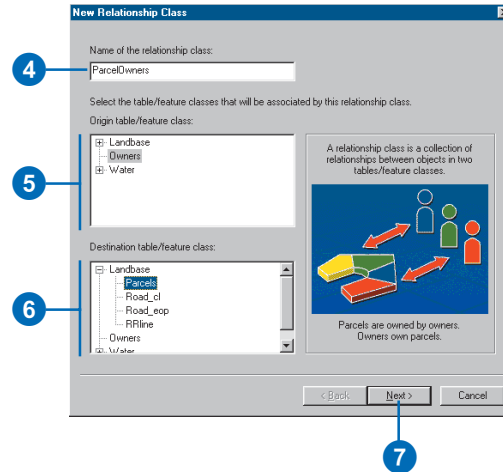 New Relationship Class
Name of the relationship class:
4
ParcelOwners
Select the table/feature classes that will be associated by this relationship class.
Origin table/feature class:
Landbase
Owners
Water
5
A relationship class is a collection of
relationships between objects in two
tables/feature classes.
Destination table/feature class:
Landbase
Parcels
Road_cl
Road_eop
RRline
Owners
Water
6
Parcels are owned by owners.
Owners own parcels.
< Back
Next >
Cancel
7